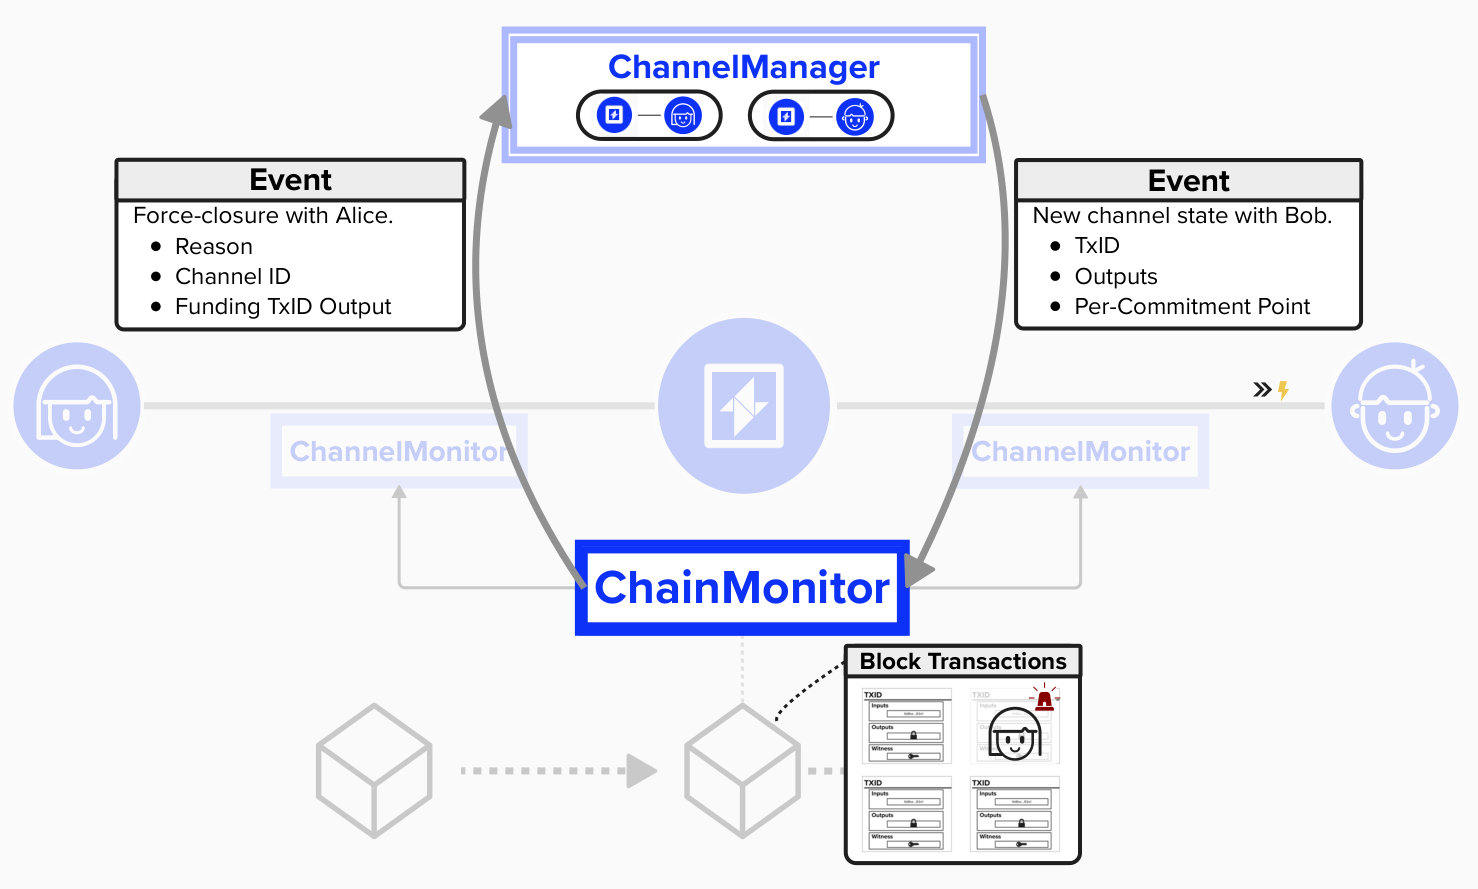 ChannelManager
Event
Force-closure with Alice.
● Reason
● Channel ID
● Funding TxID Output
Event
New channel state with Bob.
● TxID
● Outputs
● Per-Commitment Point
ChannelMonitor
ChannelMonitor
ChainMonitor
Block Transactions
TXID
Inputs
Outputs
Witness
TXID
Inputs
TXID
Inputs
Outputs
Witness
TXID
Inputs
Outputs
Witness